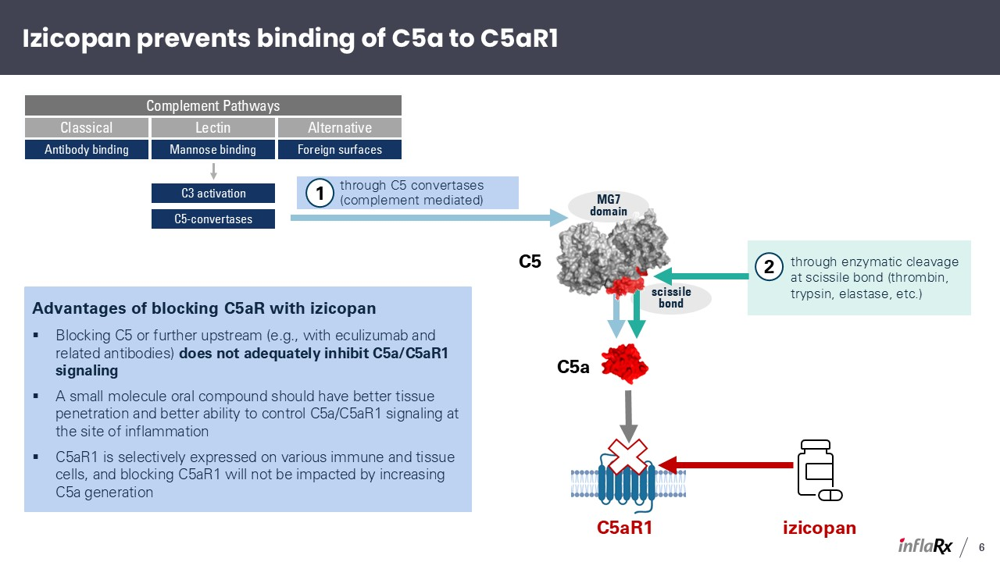 Izicopan prevents binding of C5a to C5aR1
Complement Pathways
Classical
Lectin
Alternative
Antibody binding
Mannose binding
Foreign surfaces
C3 activation
C5-convertases
1
through C5 convertases
(complement mediated)
MG7
domain
C5
2
through enzymatic cleavage
at scissile bond (thrombin,
trypsin, elastase, etc.)
scissile
bond
Advantages of blocking C5aR with izicopan
▪ Blocking C5 or further upstream (e.g., with eculizumab and
related antibodies) does not adequately inhibit C5a/C5aR1
signaling
▪ A small molecule oral compound should have better tissue
penetration and better ability to control C5a/C5aR1 signaling at
the site of inflammation
▪ C5aR1 is selectively expressed on various immune and tissue
cells, and blocking C5aR1 will not be impacted by increasing
C5a generation
C5a
C5aR1
izicopan
inflaRx
6